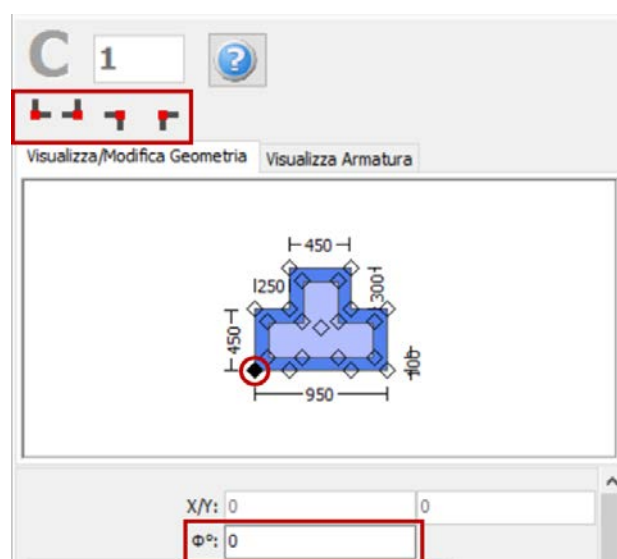 C 1
Visualizza/Modifica Geometria Visualizza Armatura
450
250
300
450
100
950
X/Y: 0 0
Φ°: 0